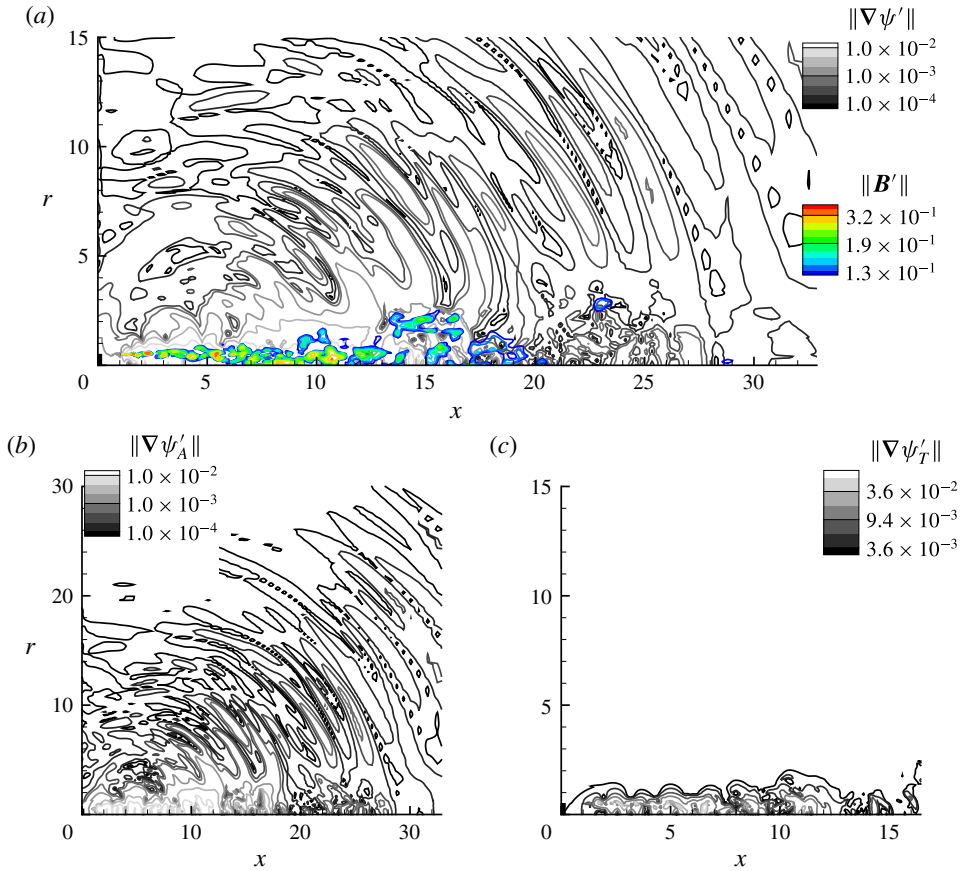 (a)
‖∇ψ′‖
1.0 × 10⁻²
1.0 × 10⁻³
1.0 × 10⁻⁴
‖B′‖
3.2 × 10⁻¹
1.9 × 10⁻¹
1.3 × 10⁻¹
15
10
r
5
0 5 10 15 20 25 30
x
(b)
‖∇ψ′_A‖
1.0 × 10⁻²
1.0 × 10⁻³
1.0 × 10⁻⁴
30
20
r
10
0 10 20 30
x
(c)
‖∇ψ′_T‖
3.6 × 10⁻²
9.4 × 10⁻³
3.6 × 10⁻³
15
10
5
0 5 10 15
x